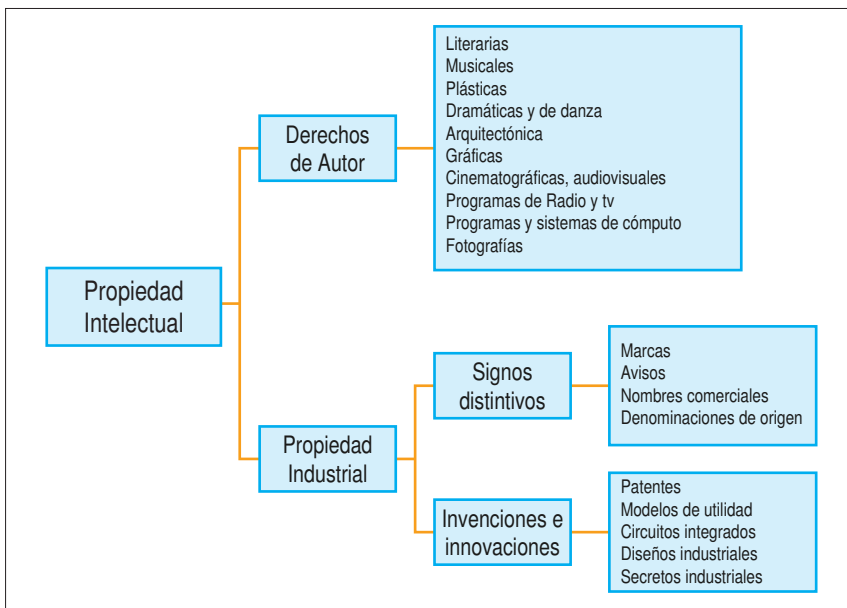 Propiedad
Intelectual
Derechos
de Autor
Literarias
Musicales
Plásticas
Dramáticas y de danza
Arquitectónica
Gráficas
Cinematográficas, audiovisuales
Programas de Radio y tv
Programas y sistemas de cómputo
Fotografías
Propiedad
Industrial
Signos
distintivos
Marcas
Avisos
Nombres comerciales
Denominaciones de origen
Invenciones e
innovaciones
Patentes
Modelos de utilidad
Circuitos integrados
Diseños industriales
Secretos industriales